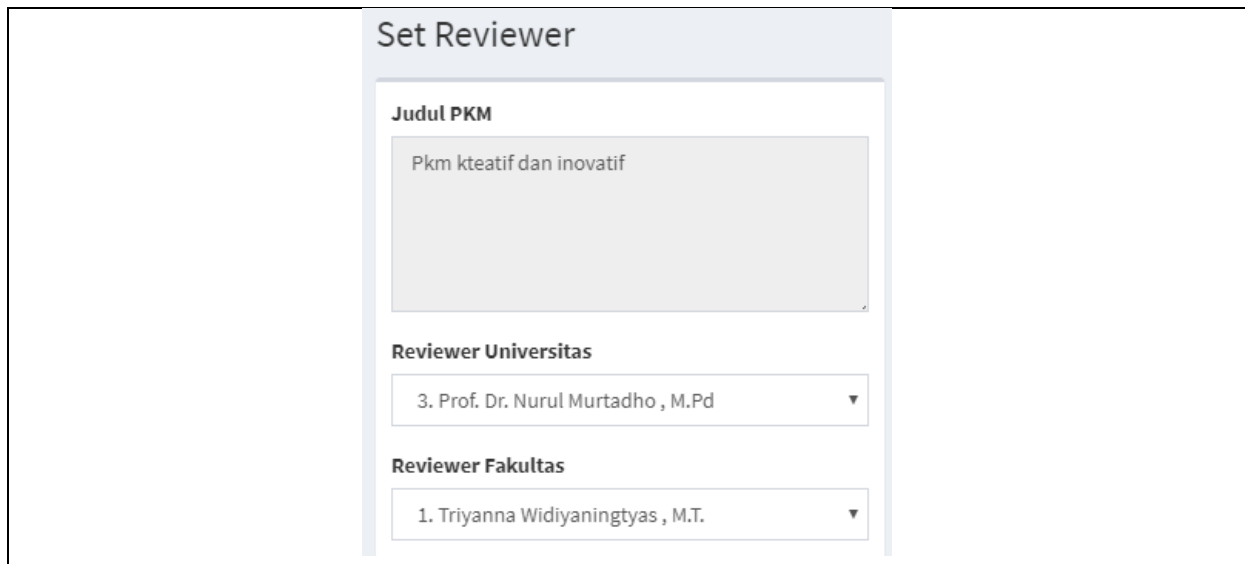 Set Reviewer
Judul PKM
Pkm kteatif dan inovatif
Reviewer Universitas
3. Prof. Dr. Nurul Murtadho , M.Pd
Reviewer Fakultas
1. Triyanna Widiyaningtyas , M.T.